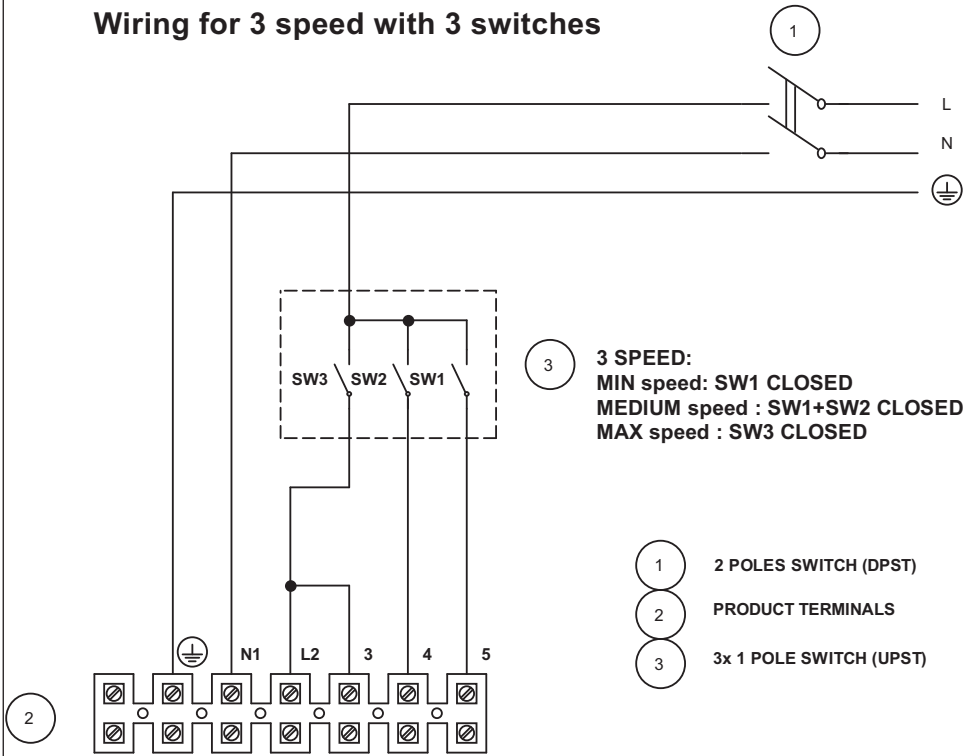 Wiring for 3 speed with 3 switches
1
L
N
SW3 SW2 SW1
3
3 SPEED:
MIN speed: SW1 CLOSED
MEDIUM speed : SW1+SW2 CLOSED
MAX speed : SW3 CLOSED
1 2 POLES SWITCH (DPST)
2 PRODUCT TERMINALS
3 3x 1 POLE SWITCH (UPST)
N1 L2 3 4 5
2